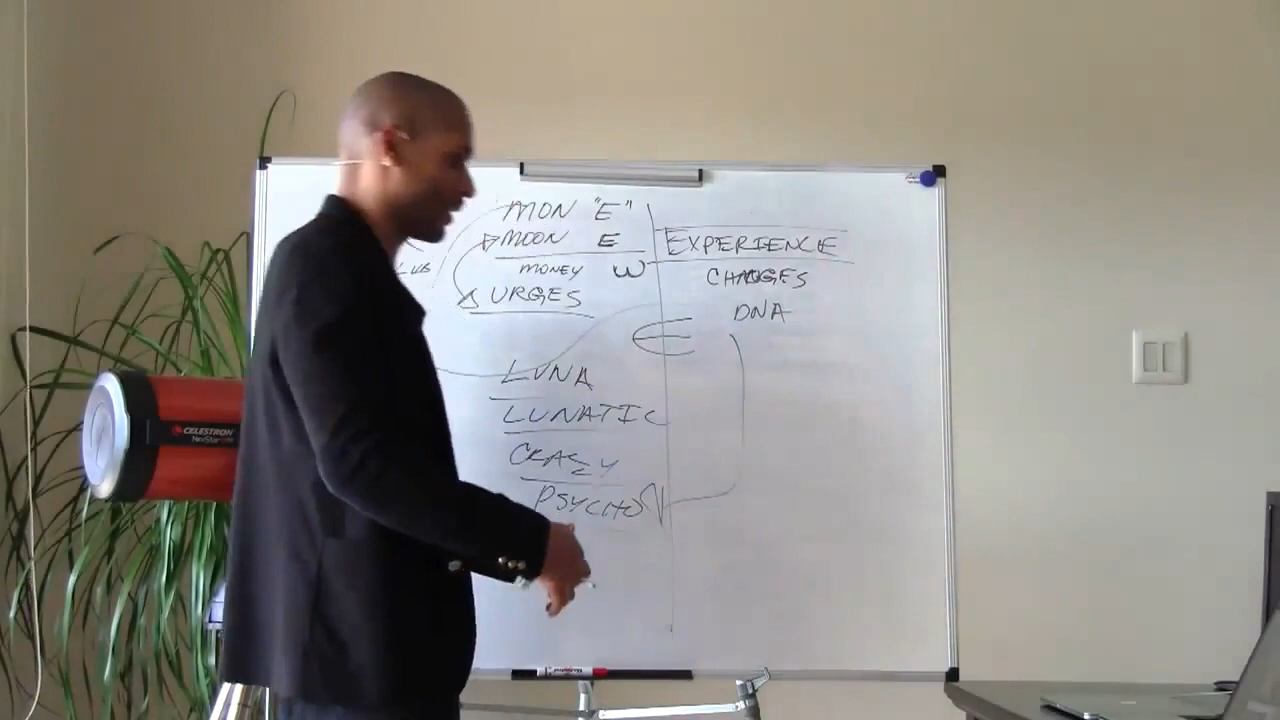 MON "E"
MOON E
MONEY W
URGES
EXPERIENCE
CHANGES
DNA
LUNA
LUNATIC
CRAZY
PSYCHO
CELESTRON